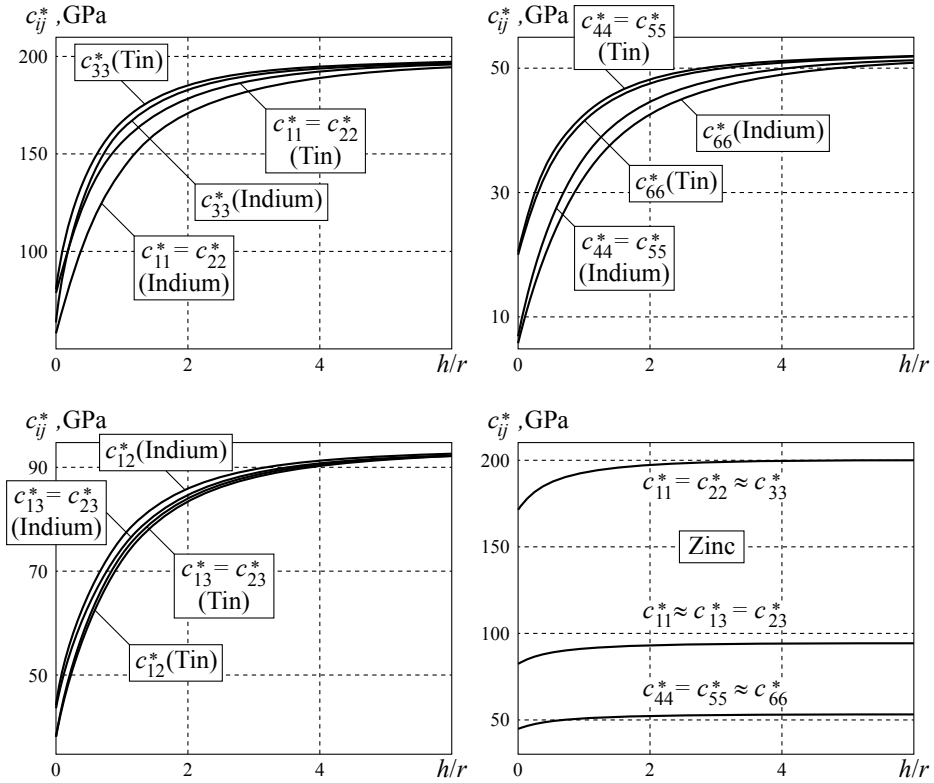 c*ij ,GPa
200
150
100
0
2
4
h/r
c*33(Tin)
c*11 = c*22
(Tin)
c*33(Indium)
c*11 = c*22
(Indium)
c*ij ,GPa
50
30
10
0
2
4
h/r
c*44 = c*55
(Tin)
c*66(Indium)
c*66(Tin)
c*44 = c*55
(Indium)
c*ij ,GPa
90
70
50
0
2
4
h/r
c*12(Indium)
c*13 = c*23
(Indium)
c*13 = c*23
(Tin)
c*12(Tin)
c*ij ,GPa
200
150
100
50
0
2
4
h/r
c*11 = c*22 ≈ c*33
Zinc
c*11 ≈ c*13 = c*23
c*44 = c*55 ≈ c*66